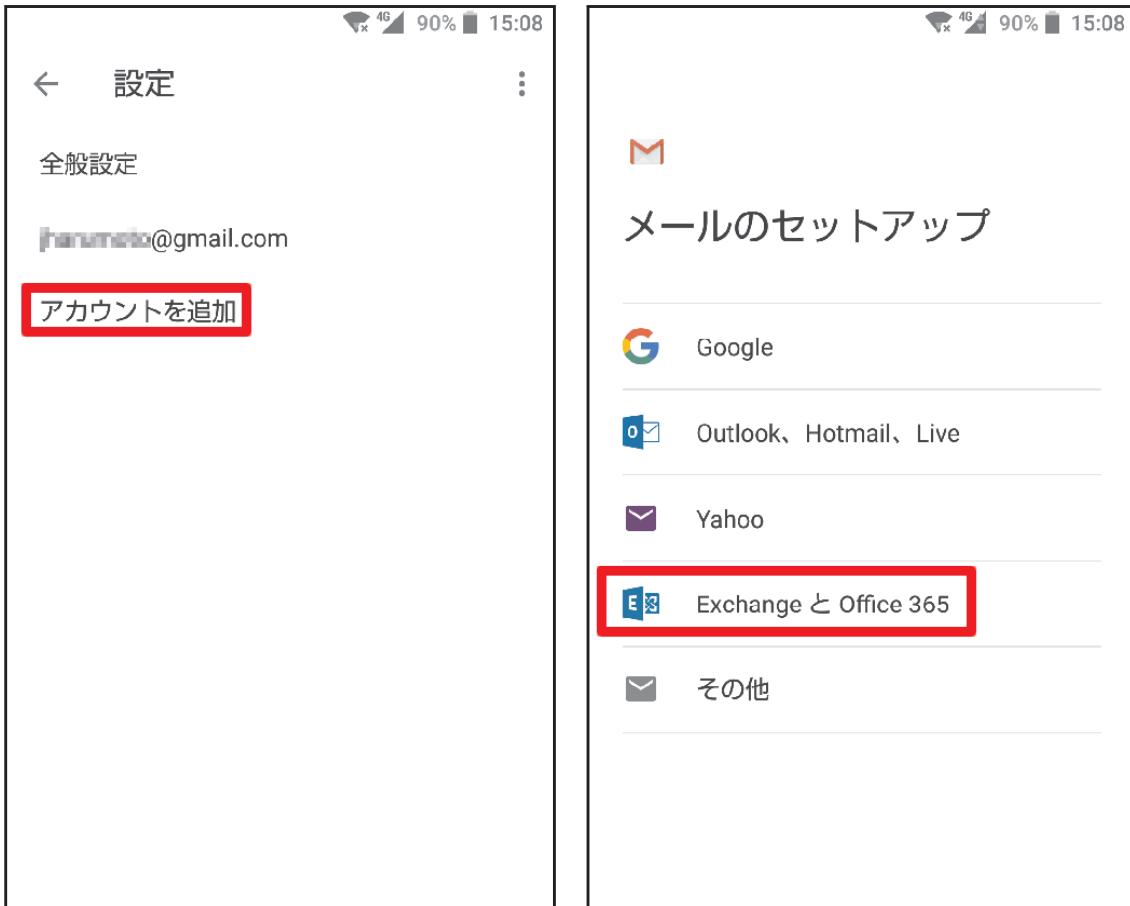 4G 90% 15:08
設定
全般設定
@gmail.com
アカウントを追加
4G 90% 15:08
メールのセットアップ
Google
Outlook、Hotmail、Live
Yahoo
Exchange と Office 365
その他